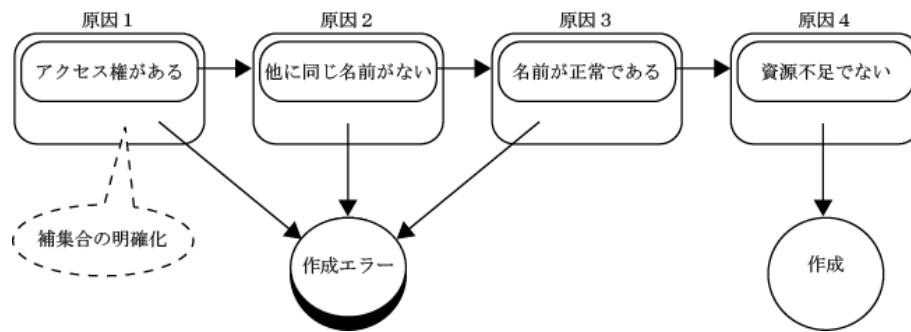 原因1
原因2
原因3
原因4
アクセス権がある
他に同じ名前がない
名前が正常である
資源不足でない
補集合の明確化
作成エラー
作成